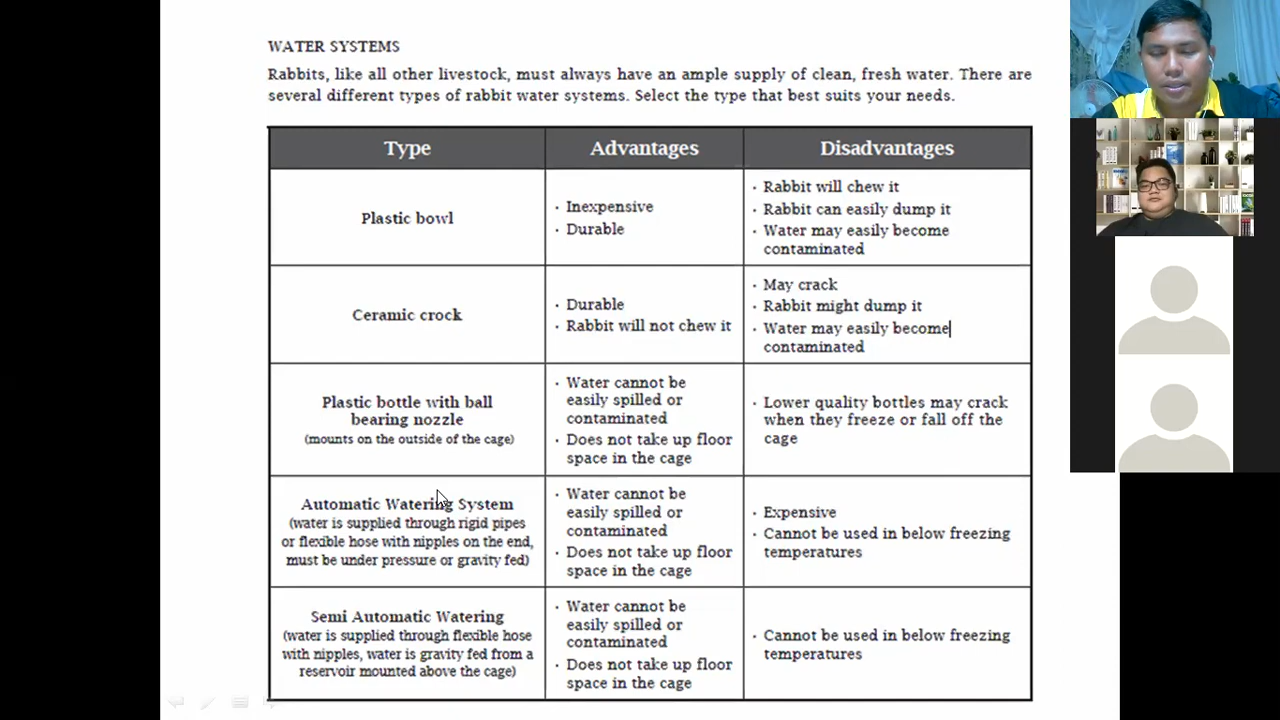 WATER SYSTEMS
Rabbits, like all other livestock, must always have an ample supply of clean, fresh water. There are
several different types of rabbit water systems. Select the type that best suits your needs.
Type
Advantages
Disadvantages
Plastic bowl
· Inexpensive
· Durable
· Rabbit will chew it
· Rabbit can easily dump it
· Water may easily become
contaminated
Ceramic crock
· Durable
· Rabbit will not chew it
· May crack
· Rabbit might dump it
· Water may easily become
contaminated
Plastic bottle with ball
bearing nozzle
(mounts on the outside of the cage)
· Water cannot be
easily spilled or
contaminated
· Does not take up floor
space in the cage
· Lower quality bottles may crack
when they freeze or fall off the
cage
Automatic Watering System
(water is supplied through rigid pipes
or flexible hose with nipples on the end,
must be under pressure or gravity fed)
· Water cannot be
easily spilled or
contaminated
· Does not take up floor
space in the cage
· Expensive
· Cannot be used in below freezing
temperatures
Semi Automatic Watering
(water is supplied through flexible hose
with nipples, water is gravity fed from a
reservoir mounted above the cage)
· Water cannot be
easily spilled or
contaminated
· Does not take up floor
space in the cage
· Cannot be used in below freezing
temperatures